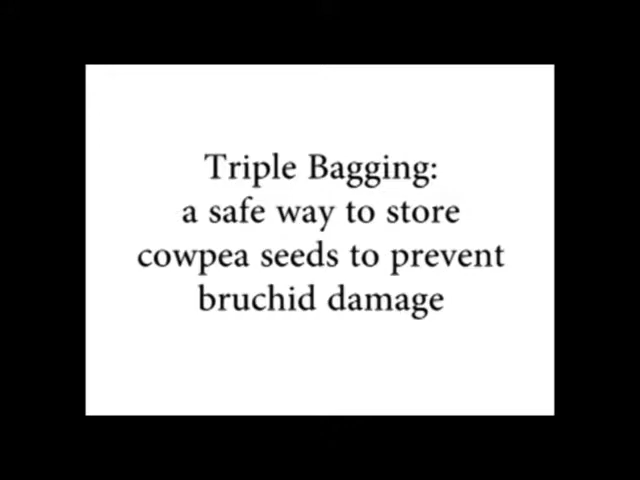 Triple Bagging:
a safe way to store
cowpea seeds to prevent
bruchid damage